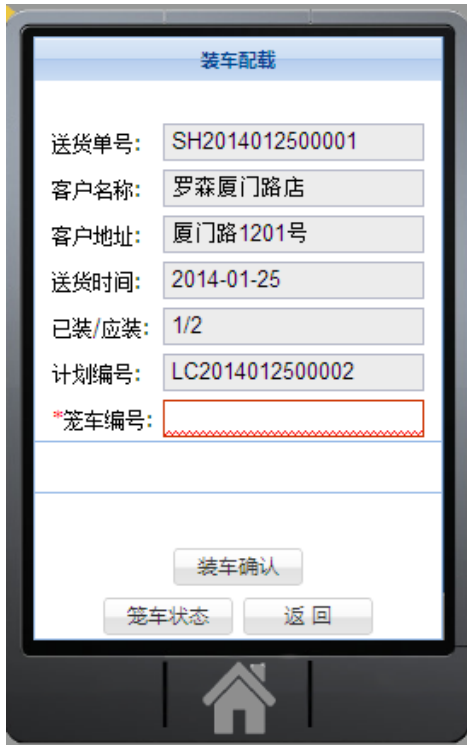 装车配载
送货单号: SH2014012500001
客户名称: 罗森厦门路店
客户地址: 厦门路1201号
送货时间: 2014-01-25
已装/应装: 1/2
计划编号: LC2014012500002
*笼车编号:
装车确认
笼车状态 返 回